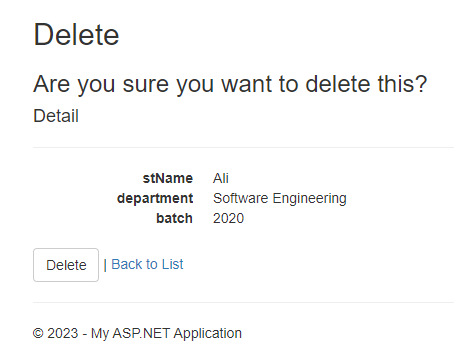 Delete
Are you sure you want to delete this?
Detail
stName Ali
department Software Engineering
batch 2020
Delete | Back to List
© 2023 - My ASP.NET Application